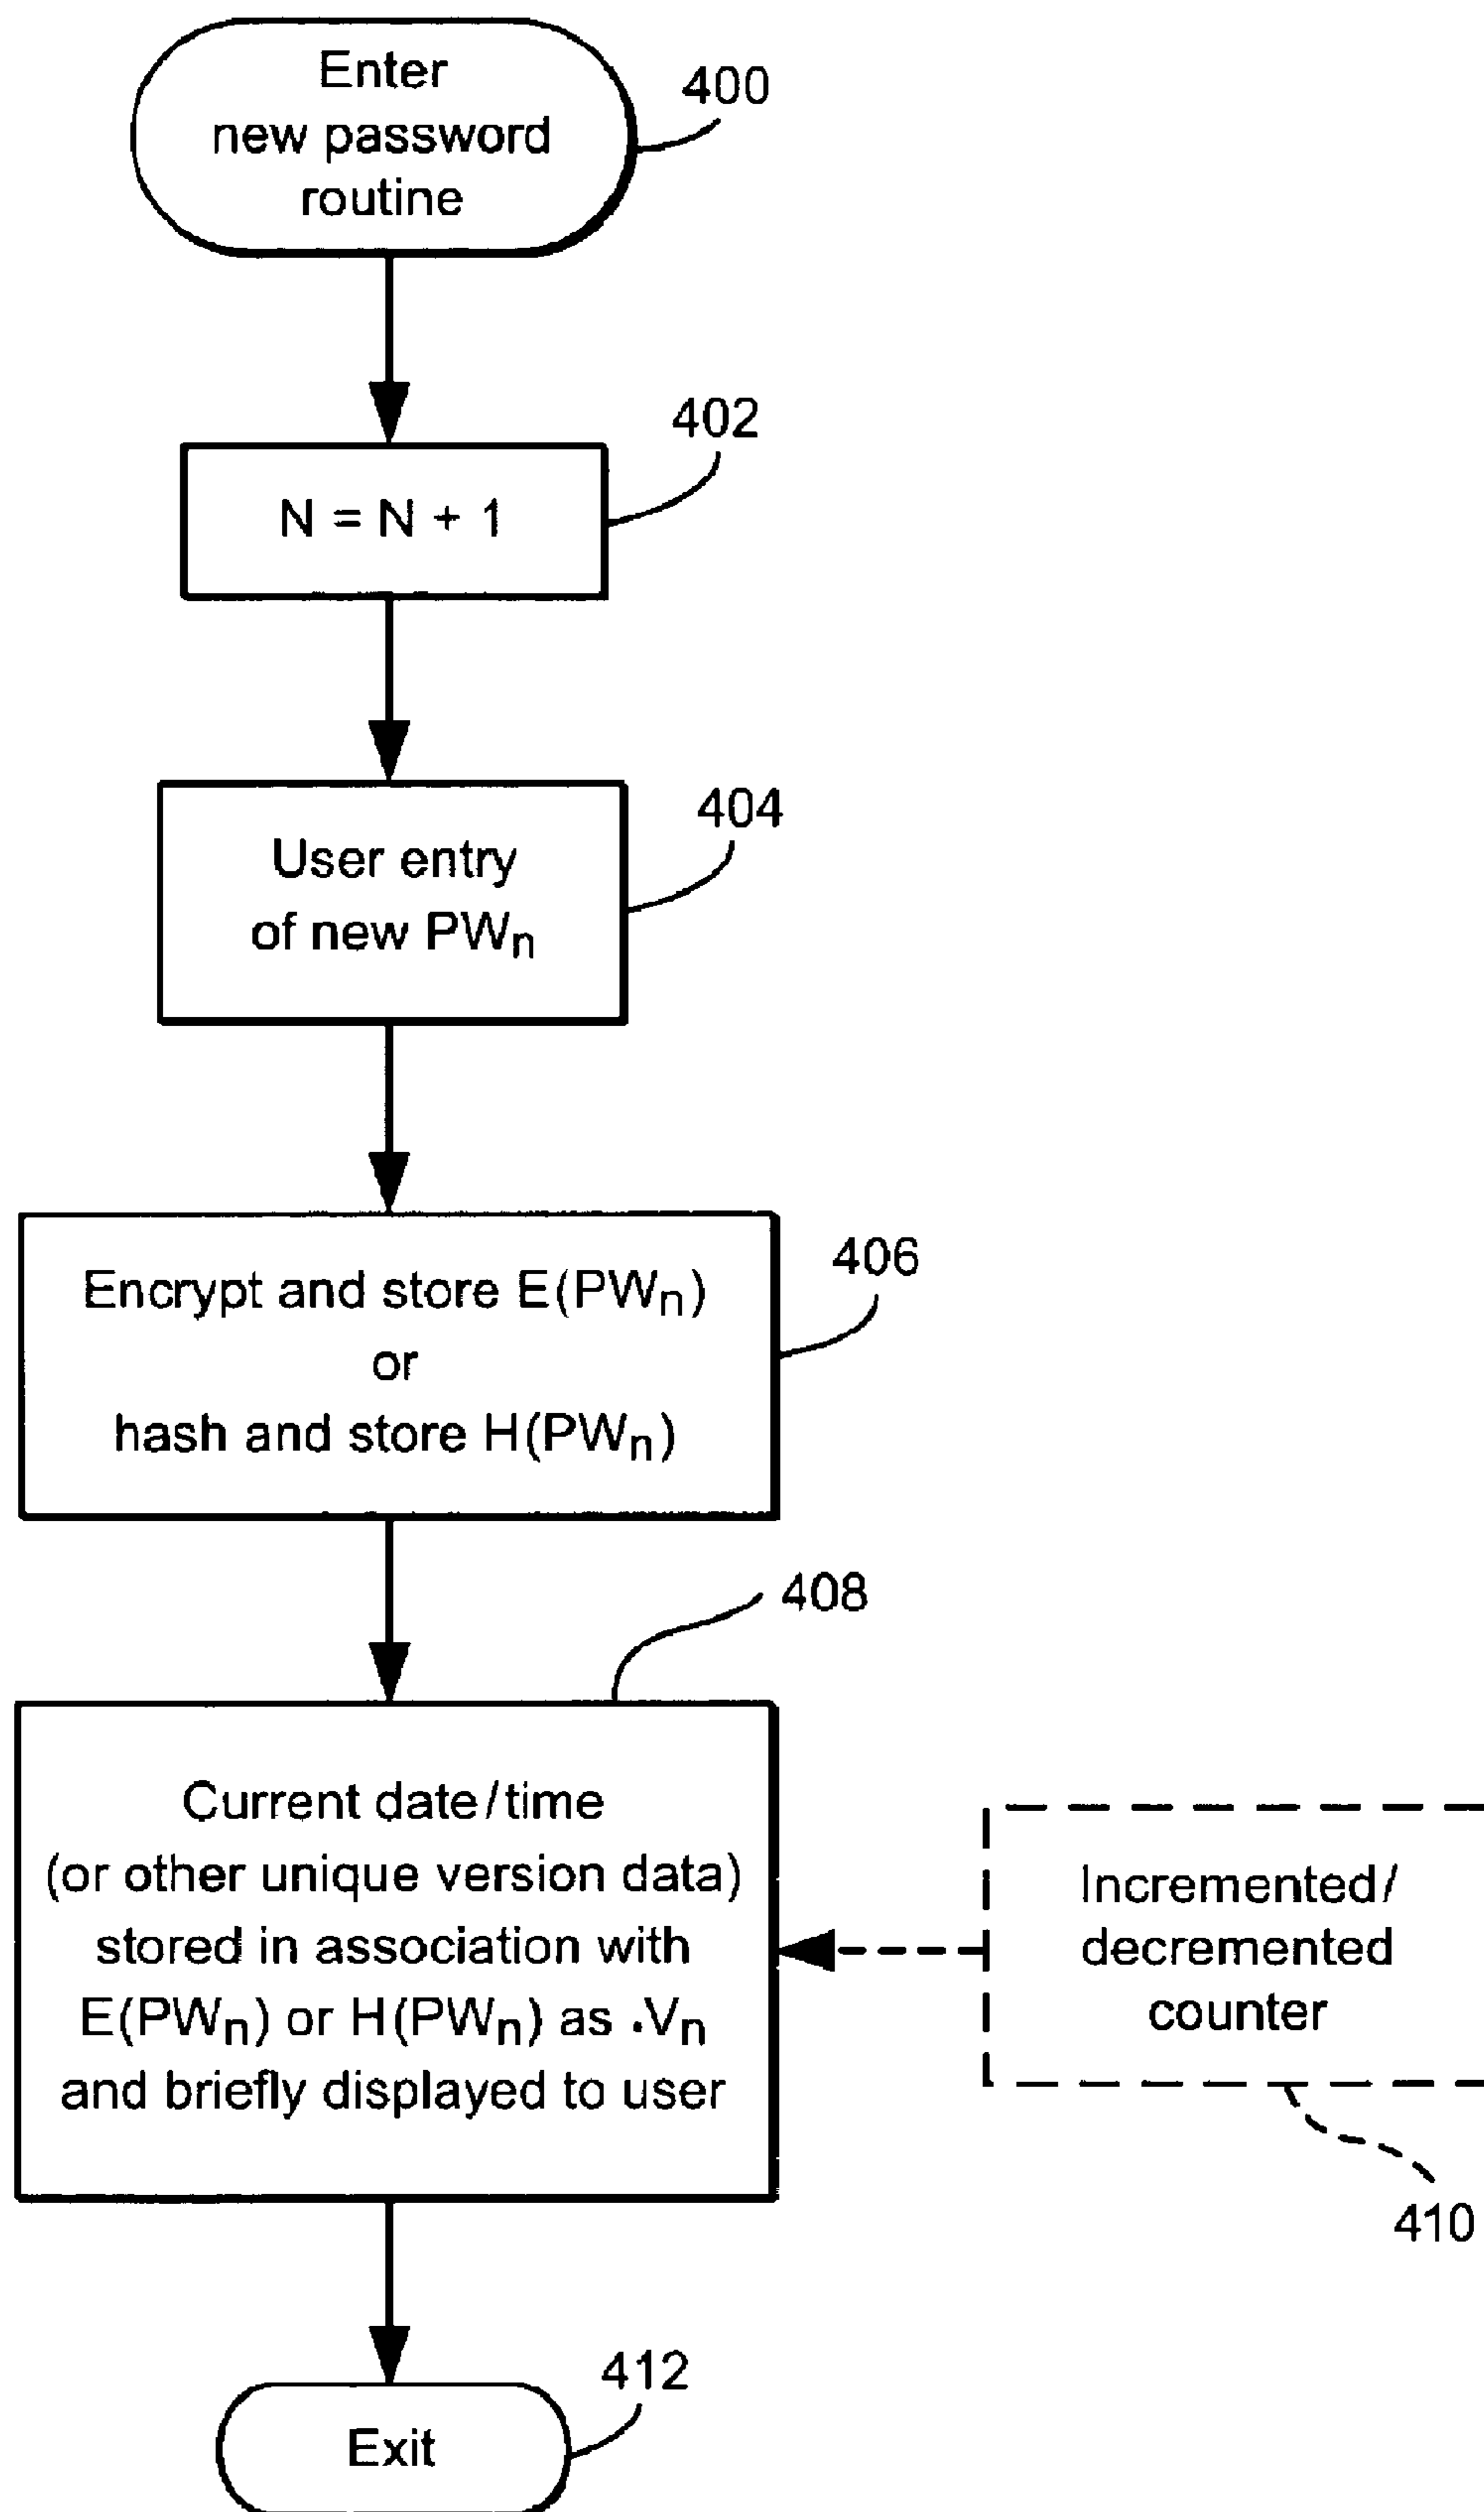 Enter
new password
routine
400
402
N = N + 1
404
User entry
of new PWn
406
Encrypt and store E(PWn)
or
hash and store H(PWn)
408
Current date/time
(or other unique version data)
stored in association with
E(PWn) or H(PWn) as .Vn
and briefly displayed to user
Incremented/
decremented
counter
410
412
Exit